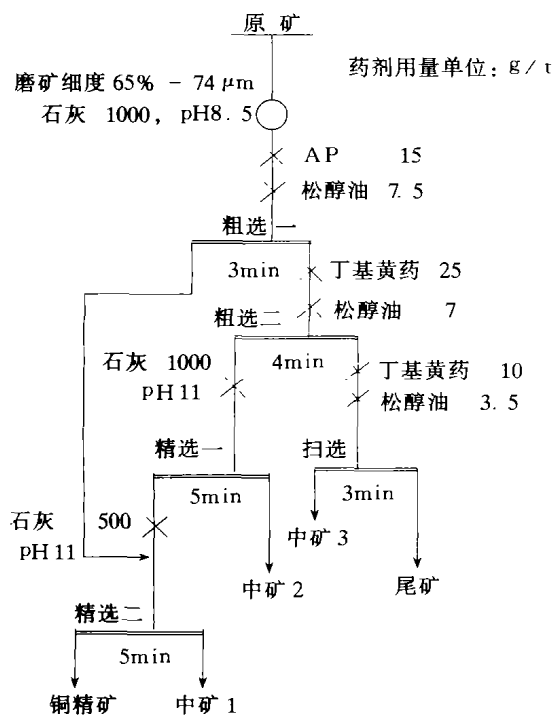 原 矿
药剂用量单位: g/t
磨矿细度 65% - 74 μm
石灰 1000, pH8.5
AP 15
松醇油 7.5
粗选一
3min
丁基黄药 25
松醇油 7
粗选二
4min
石灰 1000
pH 11
丁基黄药 10
松醇油 3.5
精选一
扫选
5min
3min
石灰 500
pH 11
中矿 3
中矿 2
尾矿
精选二
5min
铜精矿
中矿 1